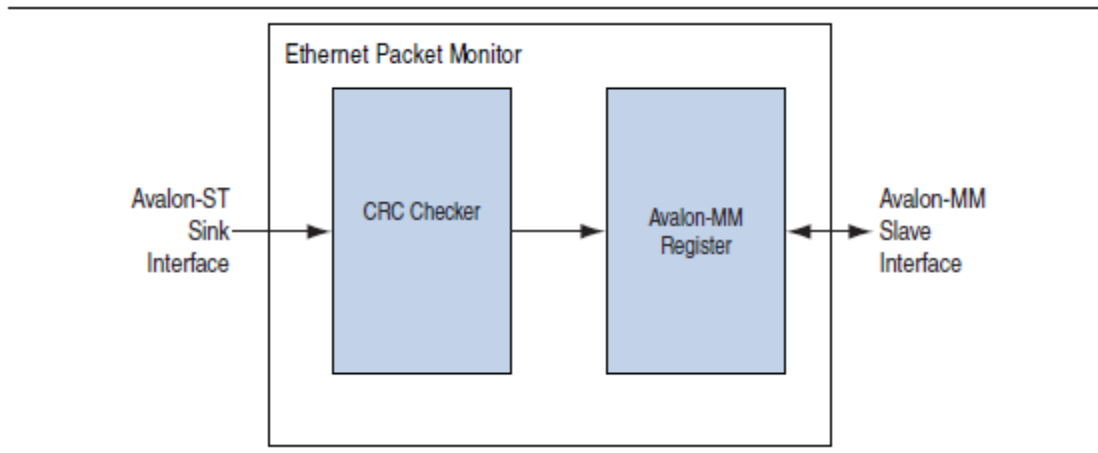 Ethernet Packet Monitor
Avalon-ST
Sink
Interface
CRC Checker
Avalon-MM
Register
Avalon-MM
Slave
Interface